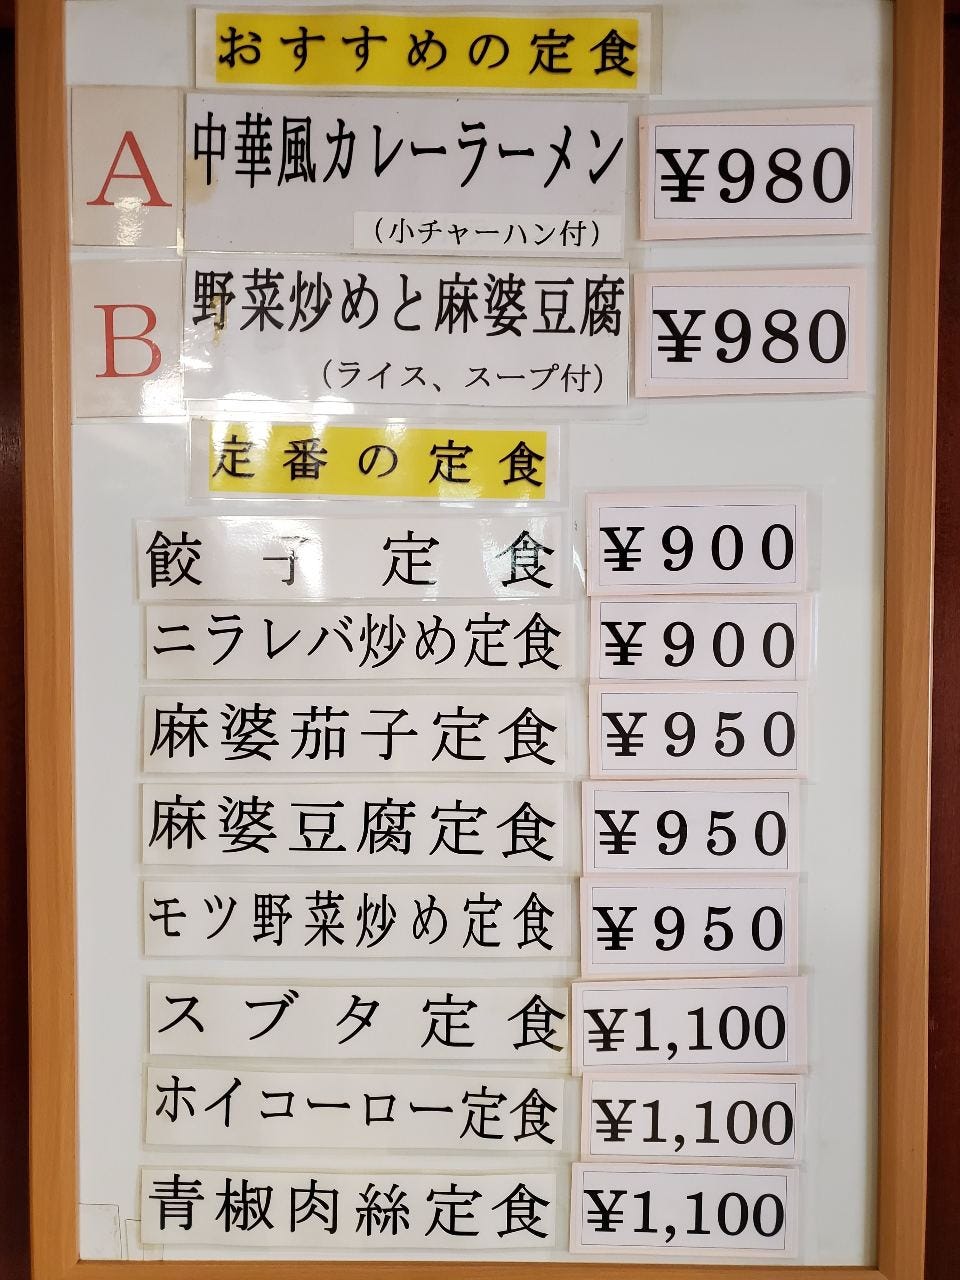 おすすめの定食
A 中華風カレーラーメン ¥980
(小チャーハン付)
B 野菜炒めと麻婆豆腐 ¥980
(ライス、スープ付)
定番の定食
餃子定食 ¥900
ニラレバ炒め定食 ¥900
麻婆茄子定食 ¥950
麻婆豆腐定食 ¥950
モツ野菜炒め定食 ¥950
スブタ定食 ¥1,100
ホイコーロー定食 ¥1,100
青椒肉絲定食 ¥1,100